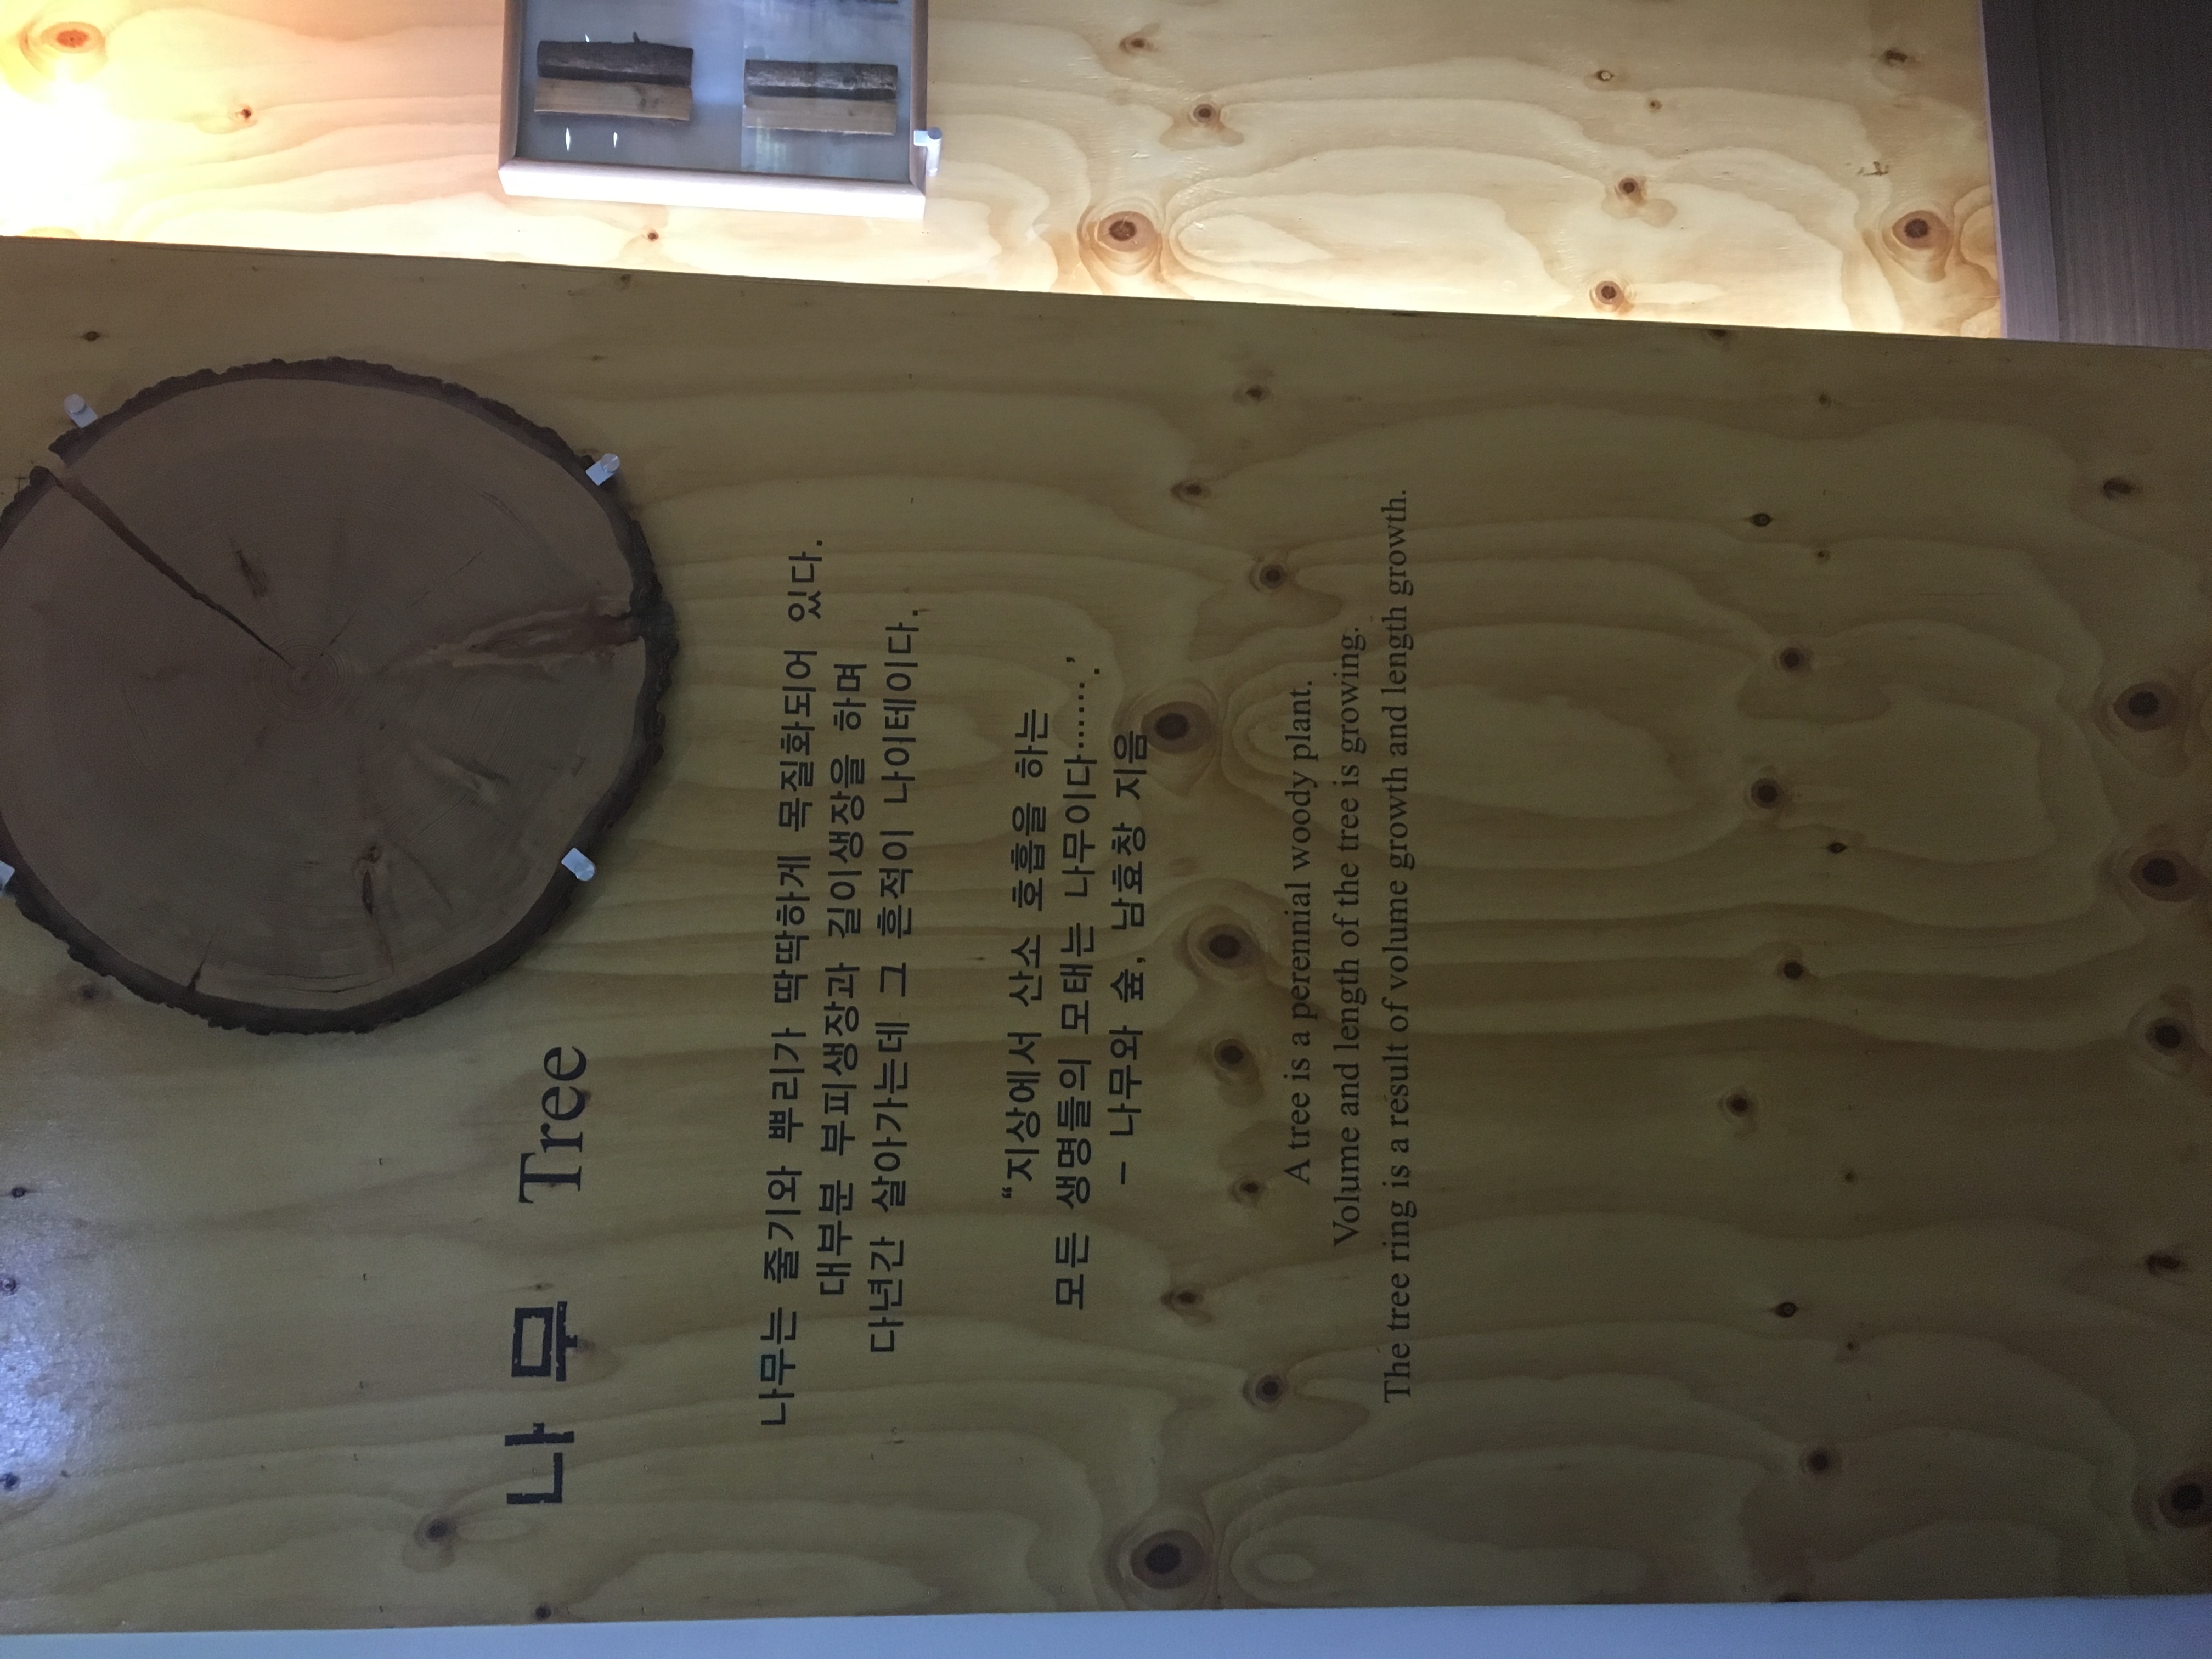 나무 Tree
나무는 줄기와 뿌리가 딱딱하게 목질화되어 있다.
대부분 부피생장과 길이생장을 하며
다년간 살아가는데 그 흔적이 나이테이다.
“지상에서 산소 호흡을 하는
모든 생명들의 모태는 나무이다……,
– 나무와 숲, 남효창 지음
A tree is a perennial woody plant.
Volume and length of the tree is growing.
The tree ring is a result of volume growth and length growth.